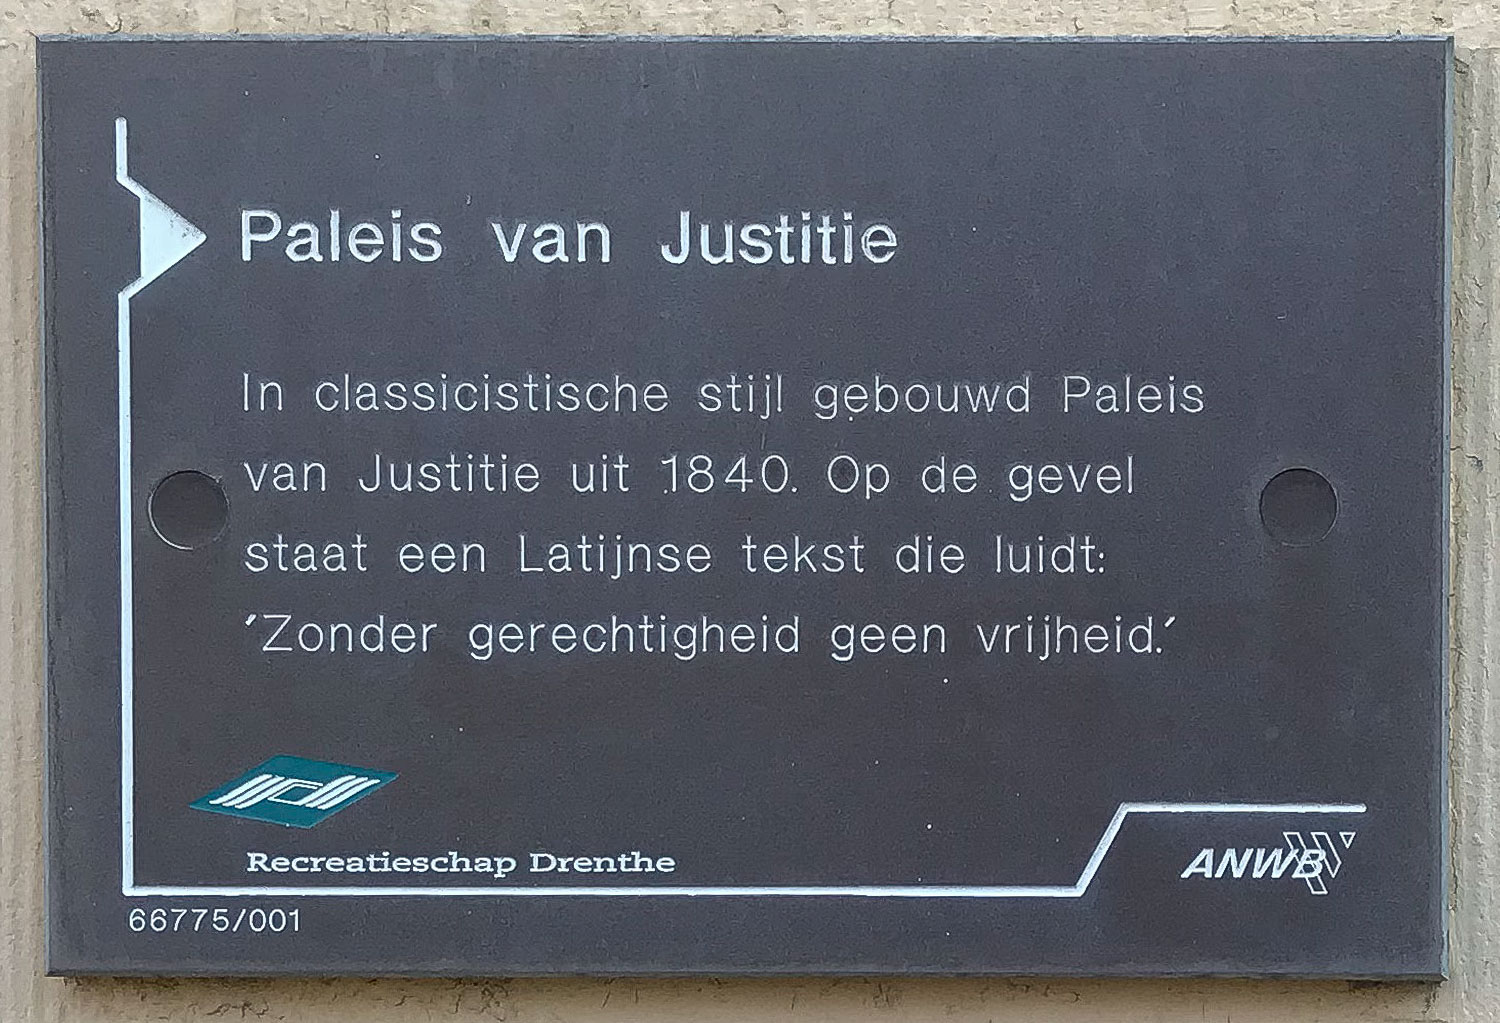 Paleis van Justitie
In classicistische stijl gebouwd Paleis
van Justitie uit 1840. Op de gevel
staat een Latijnse tekst die luidt:
'Zonder gerechtigheid geen vrijheid.'
Recreatieschap Drenthe
ANWB
66775/001